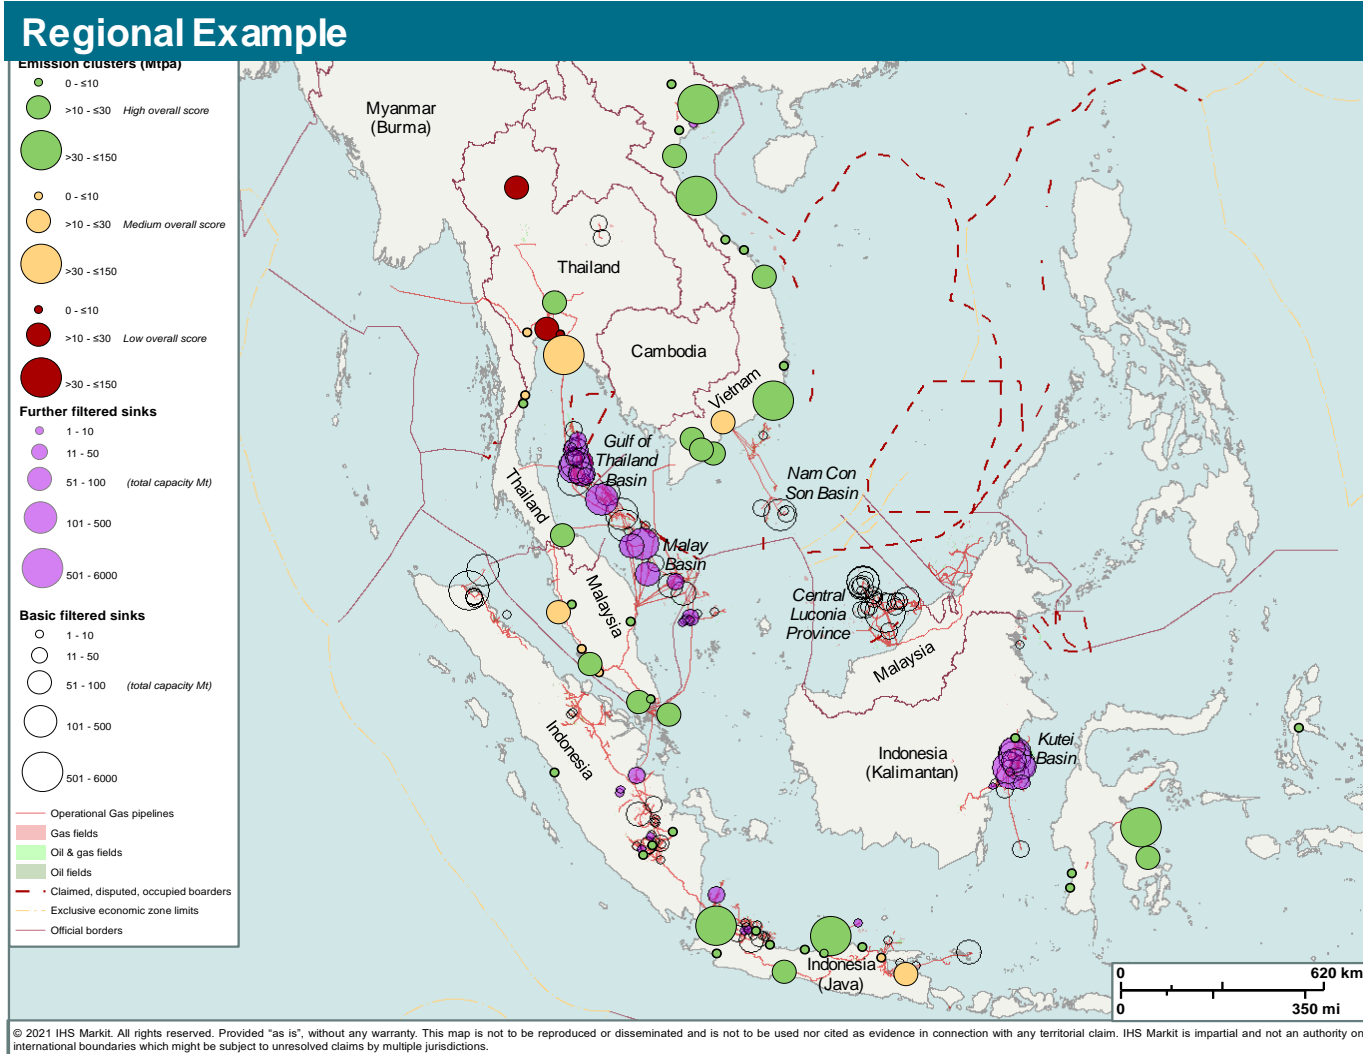 Regional Example
Emission clusters (Mtpa)
0 - ≤10
>10 - ≤30 High overall score
>30 - ≤150
0 - ≤10
>10 - ≤30 Medium overall score
>30 - ≤150
0 - ≤10
>10 - ≤30 Low overall score
>30 - ≤150
Further filtered sinks
1 - 10
11 - 50
51 - 100 (total capacity Mt)
101 - 500
501 - 6000
Basic filtered sinks
1 - 10
11 - 50
51 - 100 (total capacity Mt)
101 - 500
501 - 6000
Operational Gas pipelines
Gas fields
Oil & gas fields
Oil fields
Claimed, disputed, occupied boarders
Exclusive economic zone limits
Official borders
Myanmar
(Burma)
Thailand
Cambodia
Vietnam
Gulf of
Thailand
Basin
Nam Con
Son Basin
Thailand
Malay
Basin
Malaysia
Central
Luconia
Province
Malaysia
Indonesia
Indonesia
(Kalimantan)
Kutei
Basin
Indonesia
(Java)
0 620 km
0 350 mi
© 2021 IHS Markit. All rights reserved. Provided "as is", without any warranty. This map is not to be reproduced or disseminated and is not to be used nor cited as evidence in connection with any territorial claim. IHS Markit is impartial and not an authority on
international boundaries which might be subject to unresolved claims by multiple jurisdictions.